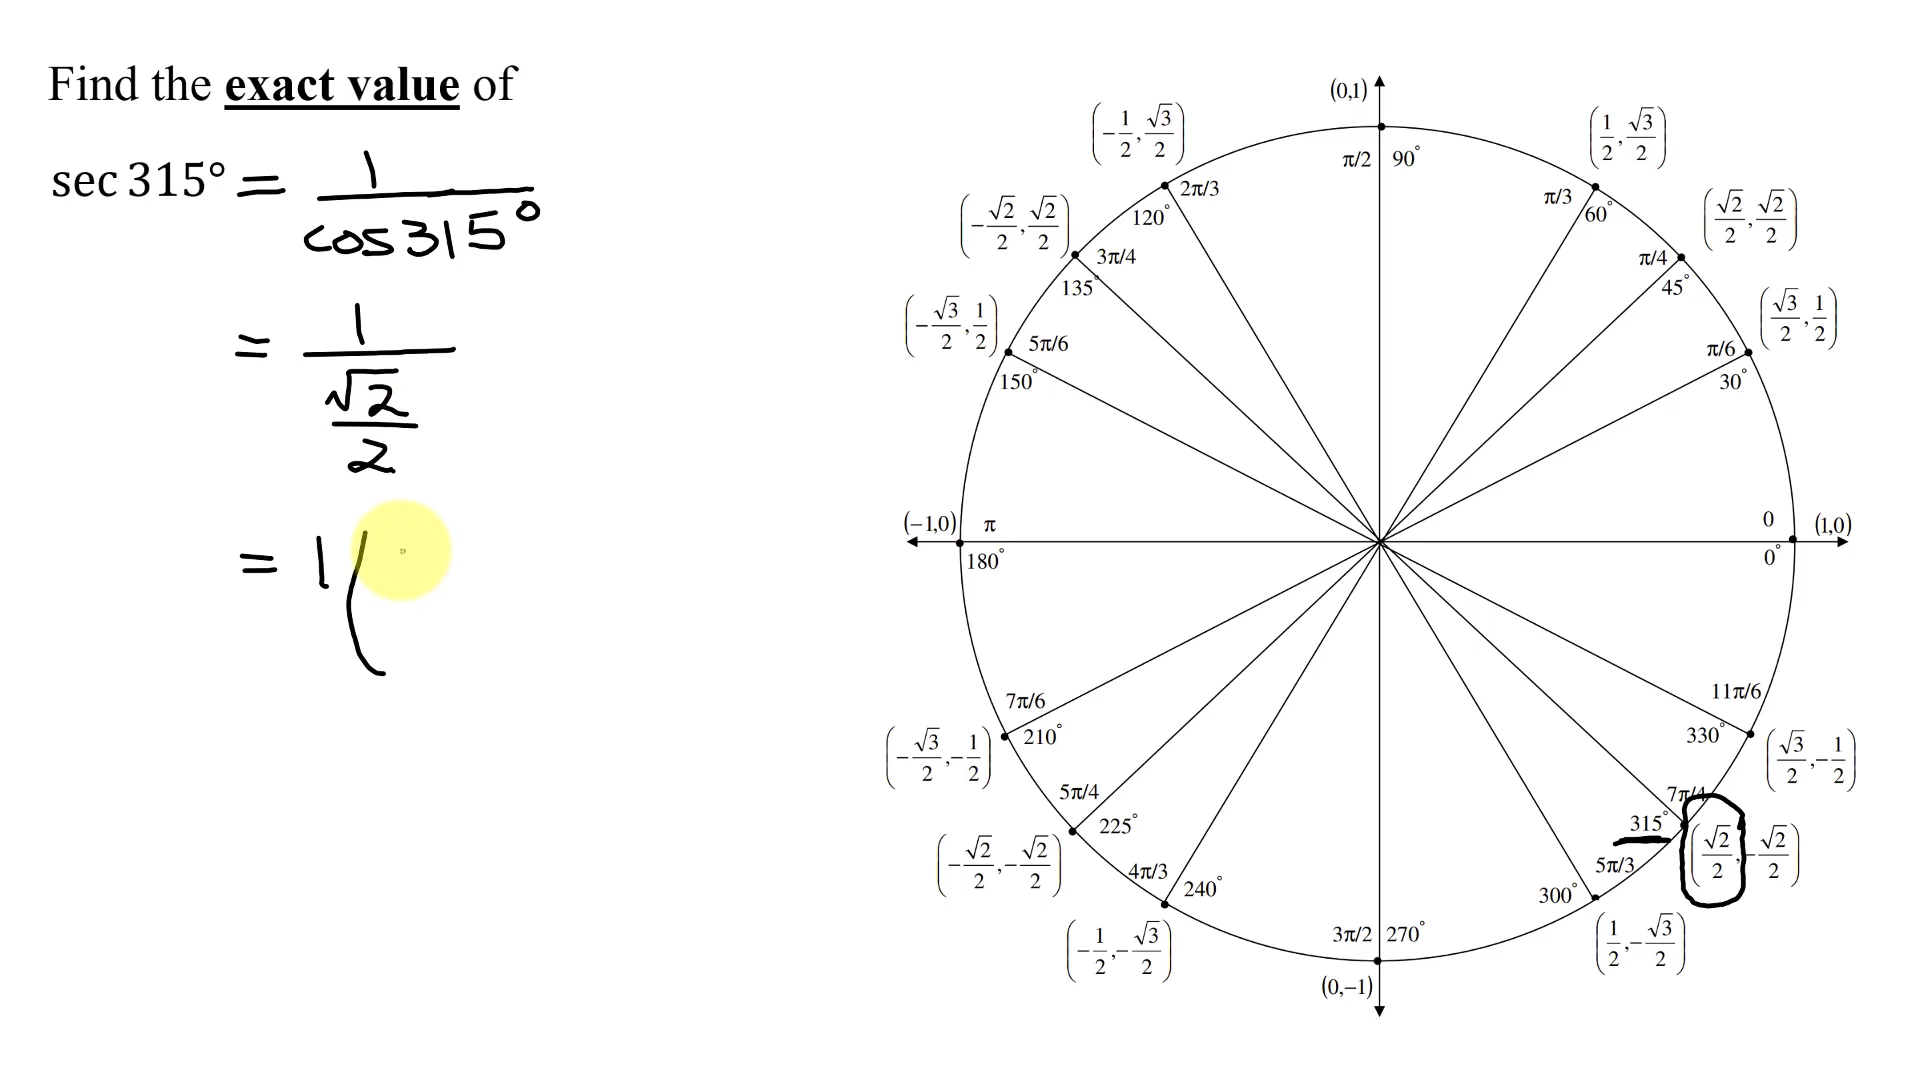 Find the exact value of
sec 315° = 1/cos315°
= 1/(√2/2)
= 1(
(0,1)
π/2 90°
(1/2, √3/2)
π/3
60°
(√2/2, √2/2)
π/4
45°
(√3/2, 1/2)
π/6
30°
0 (1,0)
0°
(−1/2, √3/2)
2π/3
120°
(−√2/2, √2/2)
3π/4
135°
(−√3/2, 1/2)
5π/6
150°
(−1,0) π
180°
7π/6
210°
(−√3/2, −1/2)
5π/4
225°
(−√2/2, −√2/2)
4π/3
240°
(−1/2, −√3/2)
3π/2 270°
(0,−1)
5π/3
300°
(1/2, −√3/2)
7π/4
315°
(√2/2, −√2/2)
11π/6
330°
(√3/2, −1/2)